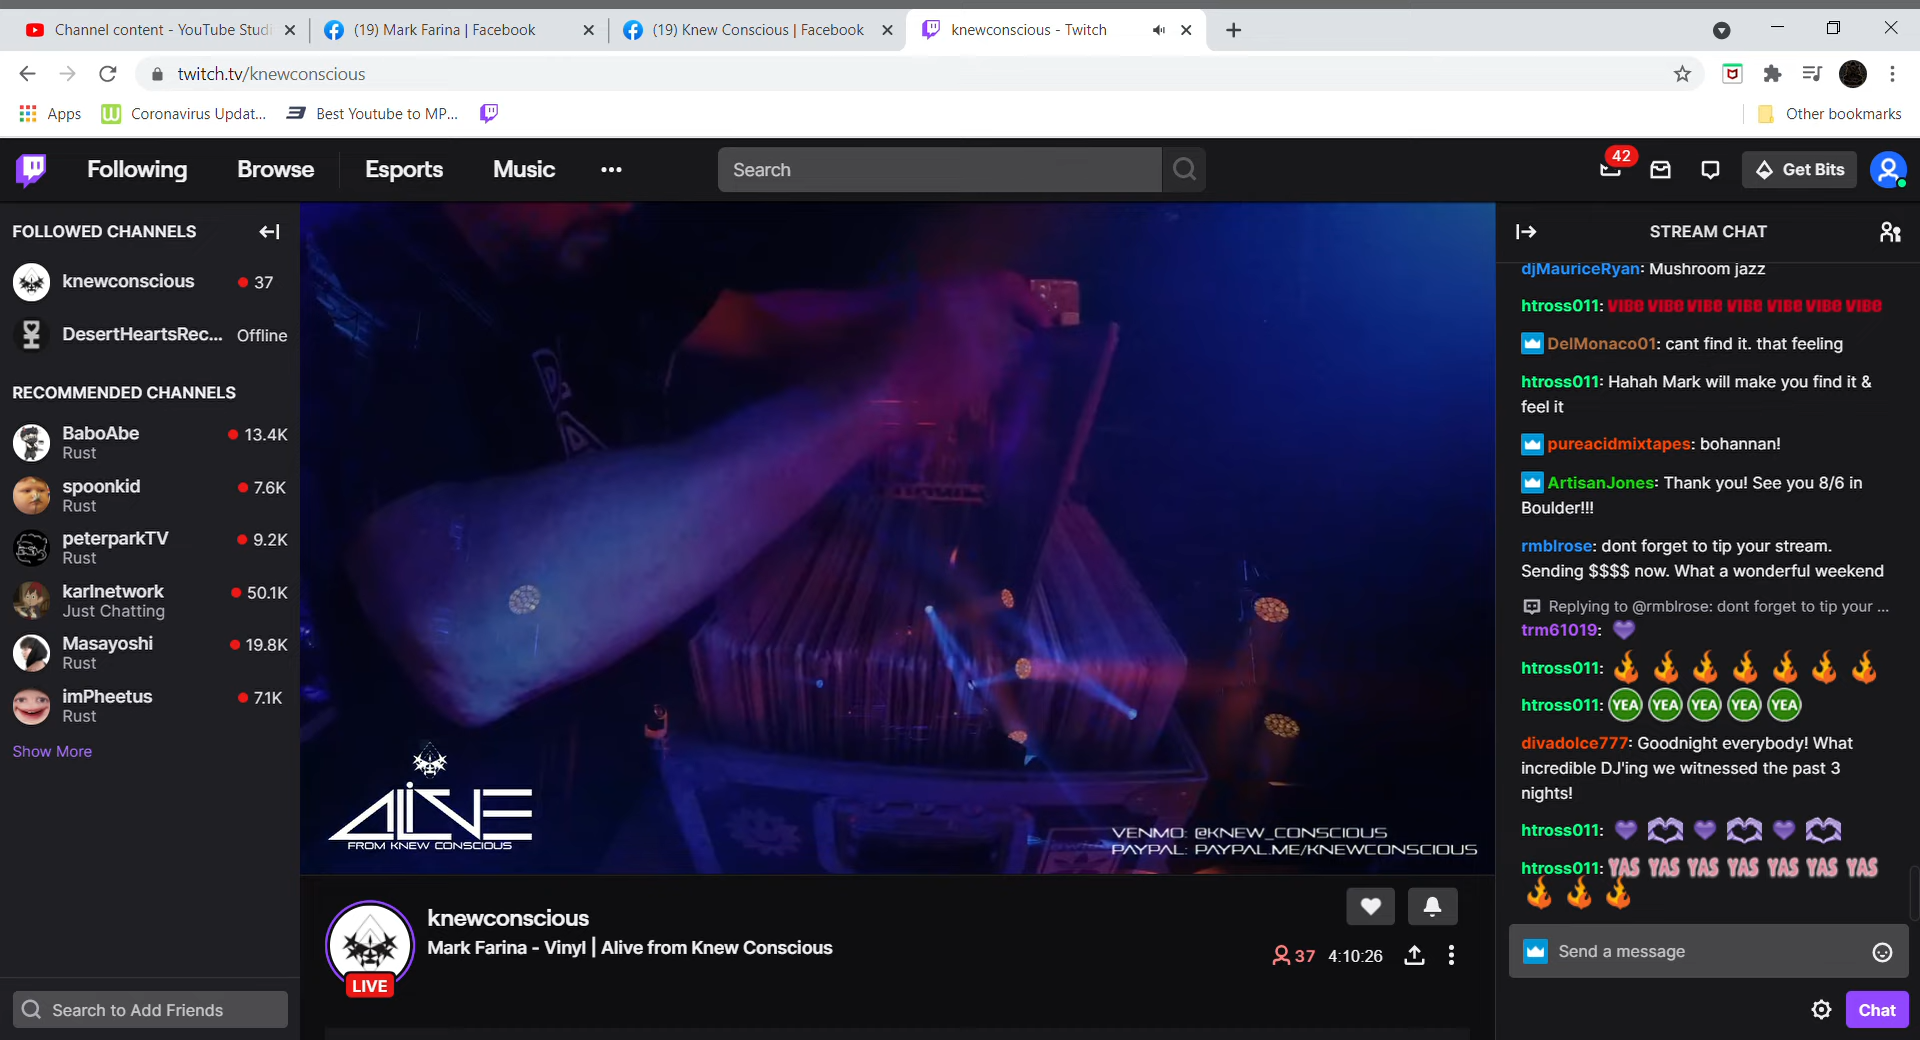 Channel content - YouTube Studi
(19) Mark Farina | Facebook
(19) Knew Conscious | Facebook
knewconscious - Twitch
twitch.tv/knewconscious
Apps
Coronavirus Updat...
Best Youtube to MP...
Other bookmarks
Following
Browse
Esports
Music
Search
42
Get Bits
FOLLOWED CHANNELS
knewconscious
37
DesertHeartsRec...
Offline
RECOMMENDED CHANNELS
BaboAbe
13.4K
Rust
spoonkid
7.6K
Rust
peterparkTV
9.2K
Rust
karlnetwork
50.1K
Just Chatting
Masayoshi
19.8K
Rust
imPheetus
7.1K
Rust
Show More
Search to Add Friends
ALIVE
FROM KNEW CONSCIOUS
VENMO: @KNEW_CONSCIOUS
PAYPAL: PAYPAL.ME/KNEWCONSCIOUS
LIVE
knewconscious
Mark Farina - Vinyl | Alive from Knew Conscious
37
4:10:26
STREAM CHAT
djMauriceRyan: Mushroom jazz
htross011: VIBE VIBE VIBE VIBE VIBE VIBE VIBE
DelMonaco01: cant find it. that feeling
htross011: Hahah Mark will make you find it &
feel it
pureacidmixtapes: bohannan!
ArtisanJones: Thank you! See you 8/6 in
Boulder!!!
rmblrose: dont forget to tip your stream.
Sending $$$$ now. What a wonderful weekend
Replying to @rmblrose: dont forget to tip your ...
trm61019:
htross011:
htross011: YEA YEA YEA YEA YEA
divadolce777: Goodnight everybody! What
incredible DJ'ing we witnessed the past 3
nights!
htross011:
htross011: YAS YAS YAS YAS YAS YAS YAS
Send a message
Chat